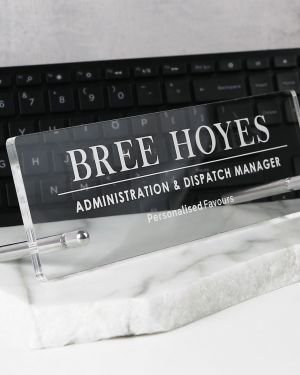 BREE HOYES
ADMINISTRATION & DISPATCH MANAGER
Personalised Favours